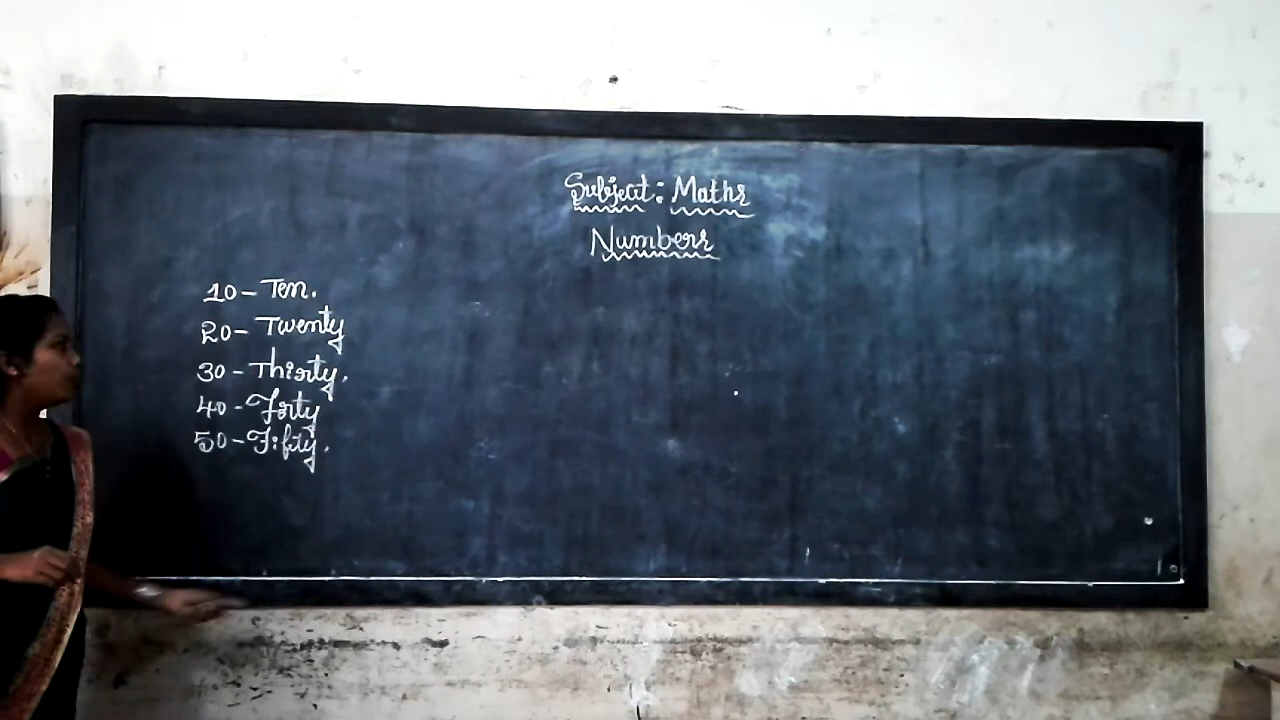 Subject: Maths
Numbers
10 - Ten.
20 - Twenty
30 - Thirty.
40 - Forty
50 - Fifty.